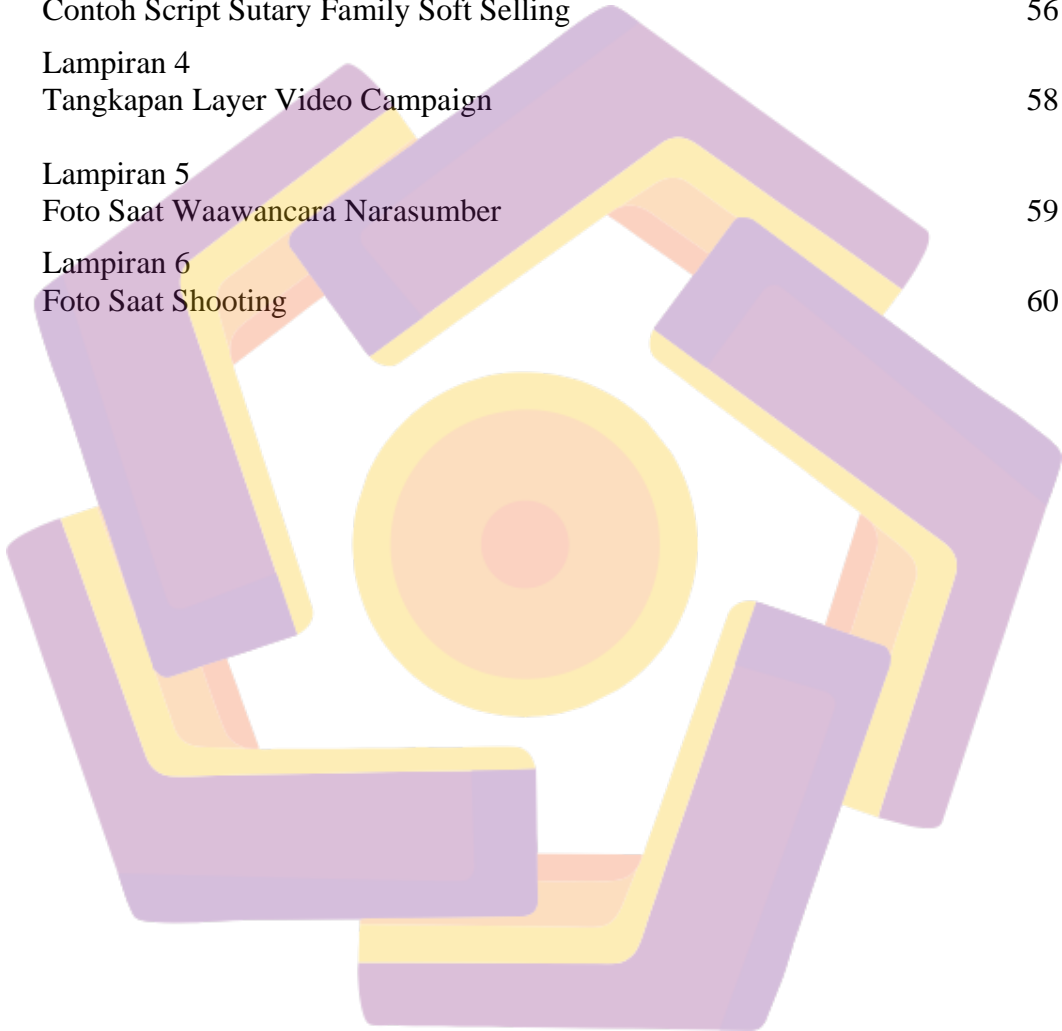 Contoh Script Sutary Family Soft Selling 56
Lampiran 4
Tangkapan Layer Video Campaign 58
Lampiran 5
Foto Saat Waawancara Narasumber 59
Lampiran 6
Foto Saat Shooting 60